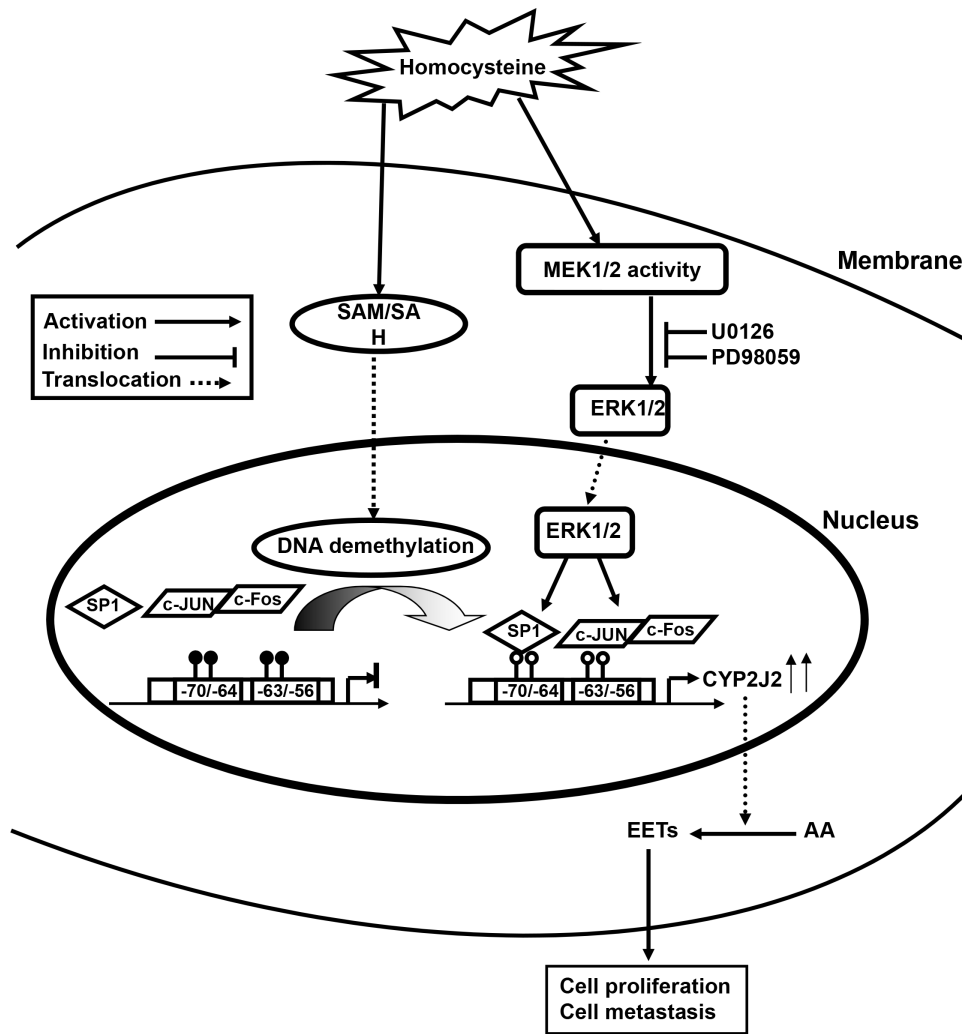 Homocysteine
Membrane
MEK1/2 activity
Activation
Inhibition
Translocation
SAM/SA
H
U0126
PD98059
ERK1/2
Nucleus
ERK1/2
DNA demethylation
SP1
c-JUN
c-Fos
SP1
c-JUN
c-Fos
-70/-64
-63/-56
-70/-64
-63/-56
CYP2J2
EETs
AA
Cell proliferation
Cell metastasis